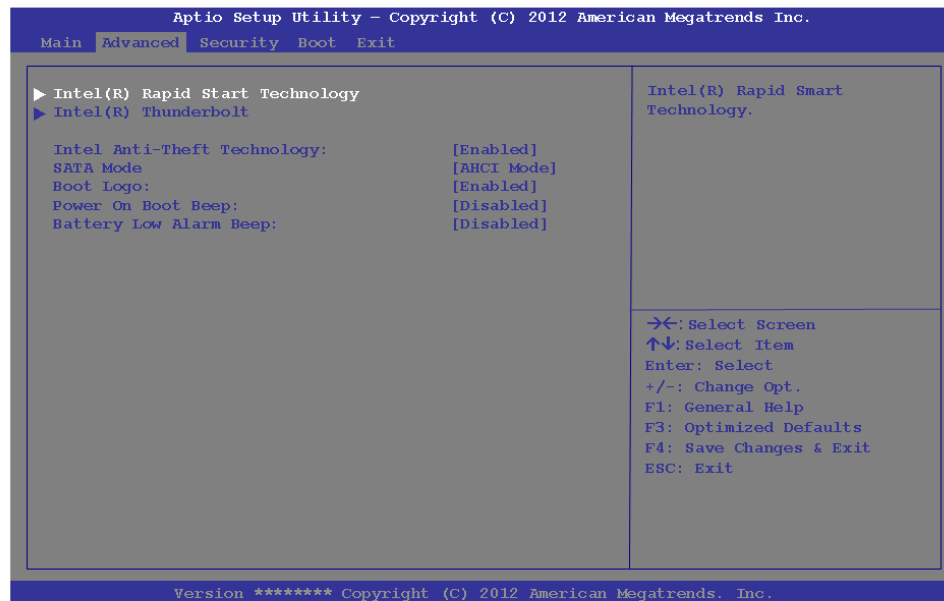 Aptio Setup Utility – Copyright (C) 2012 American Megatrends Inc.
Main Advanced Security Boot Exit
▶ Intel(R) Rapid Start Technology
▶ Intel(R) Thunderbolt
Intel Anti-Theft Technology: [Enabled]
SATA Mode [AHCI Mode]
Boot Logo: [Enabled]
Power On Boot Beep: [Disabled]
Battery Low Alarm Beep: [Disabled]
Intel(R) Rapid Smart
Technology.
→←: Select Screen
↑↓: Select Item
Enter: Select
+/-: Change Opt.
F1: General Help
F3: Optimized Defaults
F4: Save Changes & Exit
ESC: Exit
Version ******** Copyright (C) 2012 American Megatrends. Inc.